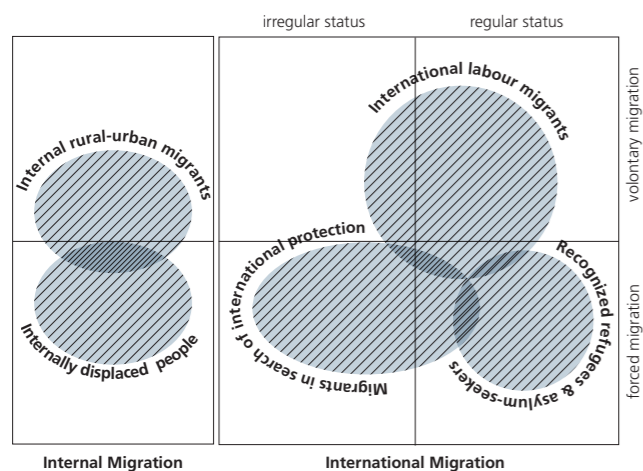 irregular status
regular status
International labour migrants
volontary migration
Internal rural-urban migrants
Internally displaced people
Migrants in search of international protection
Recognized refugees & asylum-seekers
forced migration
Internal Migration
International Migration